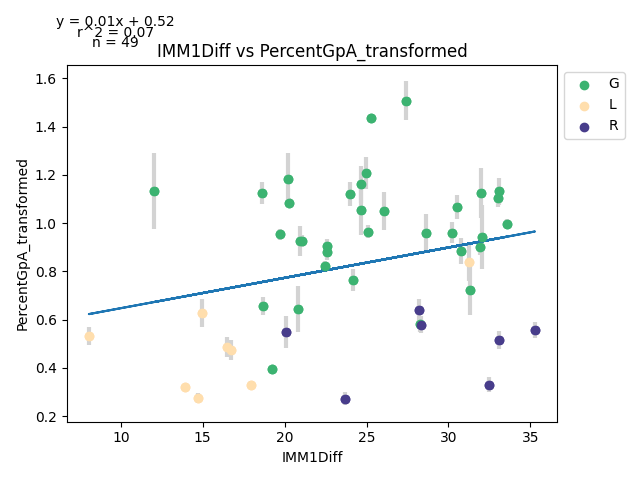 y = 0.01x + 0.52
r^2 = 0.07
n = 49
IMM1Diff vs PercentGpA_transformed
G
L
R
PercentGpA_transformed
1.6
1.4
1.2
1.0
0.8
0.6
0.4
0.2
10 15 20 25 30 35
IMM1Diff